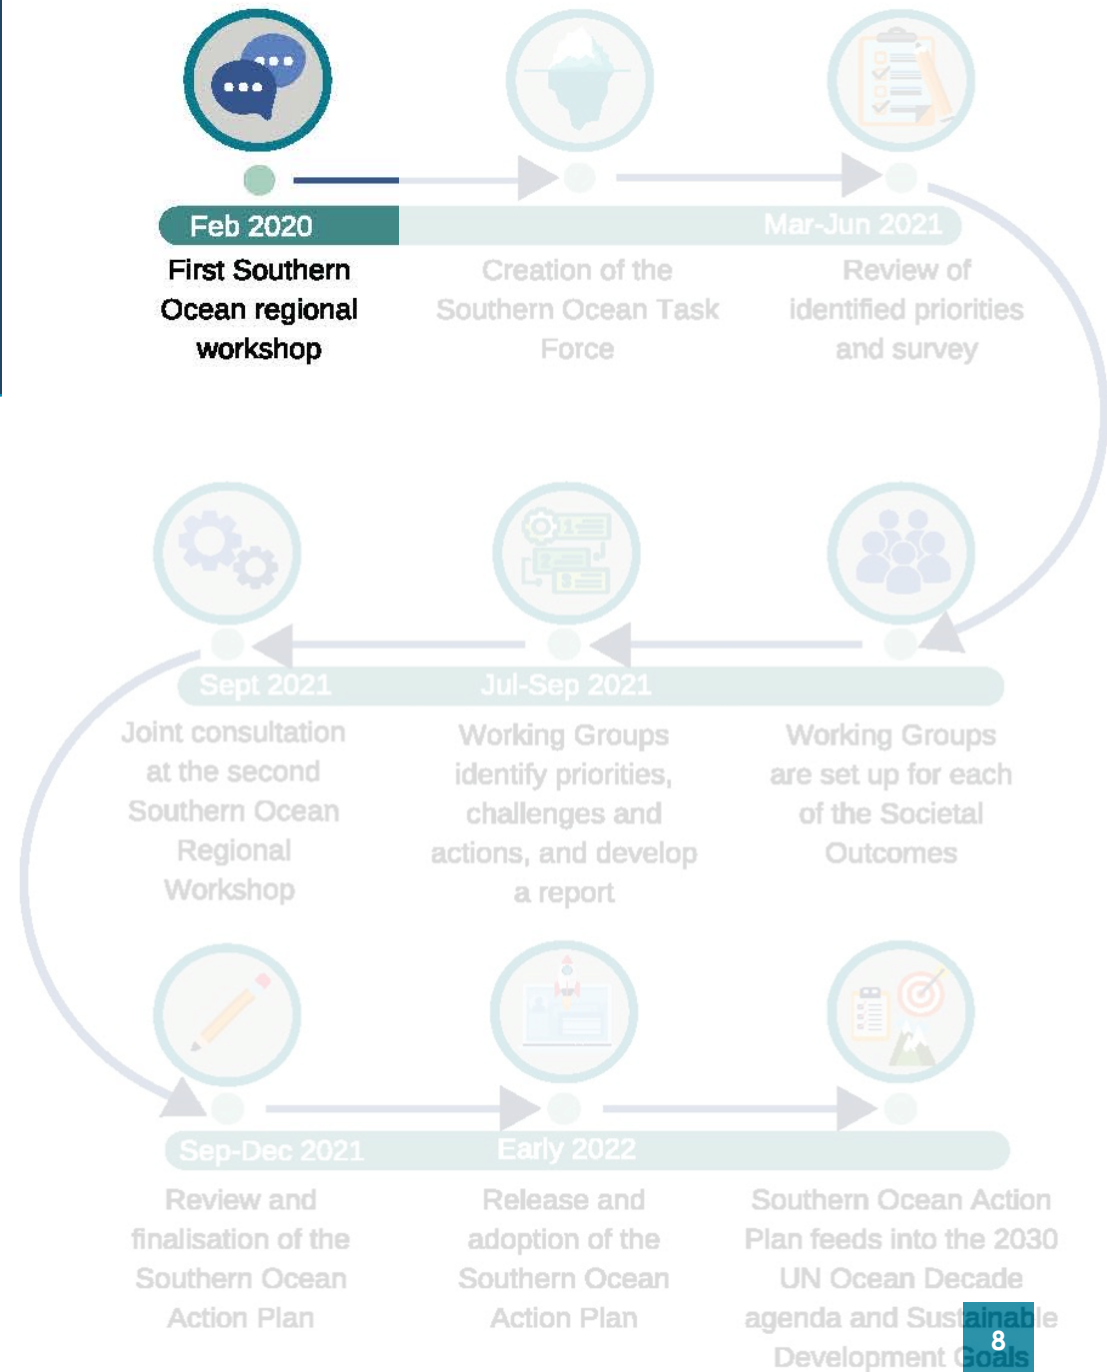 Feb 2020
First Southern
Ocean regional
workshop
Creation of the
Southern Ocean Task
Force
Mar-Jun 2021
Review of
identified priorities
and survey
Sept 2021
Joint consultation
at the second
Southern Ocean
Regional
Workshop
Jul-Sep 2021
Working Groups
identify priorities,
challenges and
actions, and develop
a report
Working Groups
are set up for each
of the Societal
Outcomes
Sep-Dec 2021
Review and
finalisation of the
Southern Ocean
Action Plan
Early 2022
Release and
adoption of the
Southern Ocean
Action Plan
Southern Ocean Action
Plan feeds into the 2030
UN Ocean Decade
agenda and Sustainable
Development Goals
8